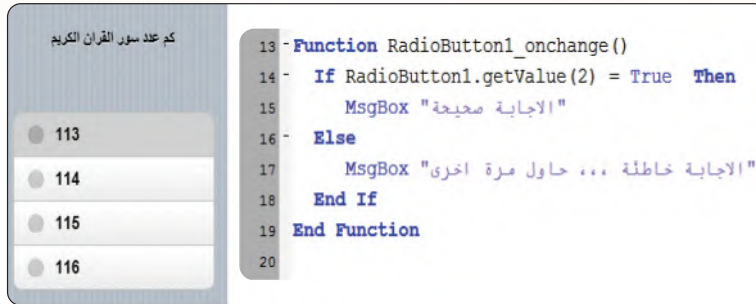 كم عدد سور القران الكريم
113
114
115
116
13 - Function RadioButton1_onchange()
14 - If RadioButton1.getValue(2) = True Then
15 MsgBox "الاجابة صحيحة"
16 - Else
17 MsgBox "الاجابة خاطئة ،،، حاول مرة اخرى"
18 End If
19 End Function
20